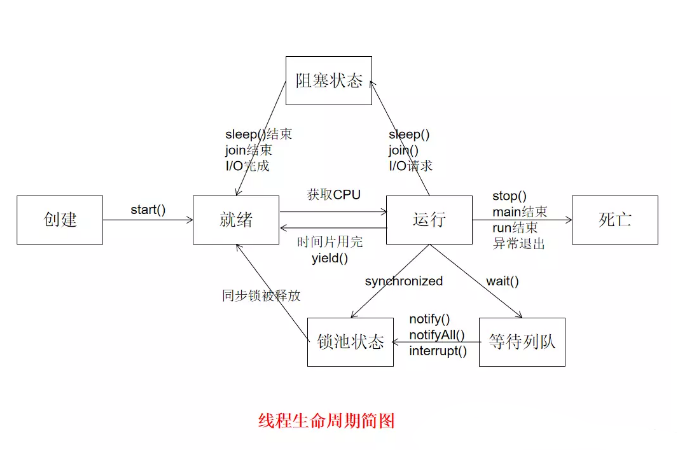 阻塞状态
sleep()结束
join结束
I/O完成
sleep()
join()
I/O请求
创建
start()
就绪
获取CPU
时间片用完
yield()
运行
stop()
main结束
run结束
异常退出
死亡
synchronized
wait()
同步锁被释放
锁池状态
notify()
notifyAll()
interrupt()
等待列队
线程生命周期简图